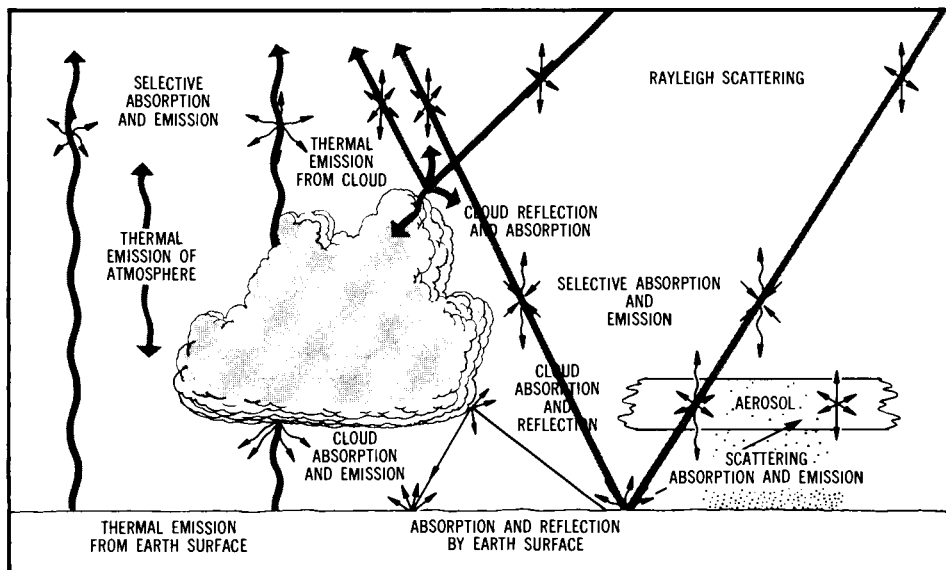 SELECTIVE
ABSORPTION
AND EMISSION
RAYLEIGH SCATTERING
THERMAL
EMISSION
FROM CLOUD
CLOUD REFLECTION
AND ABSORPTION
THERMAL
EMISSION OF
ATMOSPHERE
SELECTIVE ABSORPTION
AND
EMISSION
CLOUD
ABSORPTION
AND
REFLECTION
AEROSOL
CLOUD
ABSORPTION
AND EMISSION
SCATTERING
ABSORPTION AND EMISSION
THERMAL EMISSION
FROM EARTH SURFACE
ABSORPTION AND REFLECTION
BY EARTH SURFACE